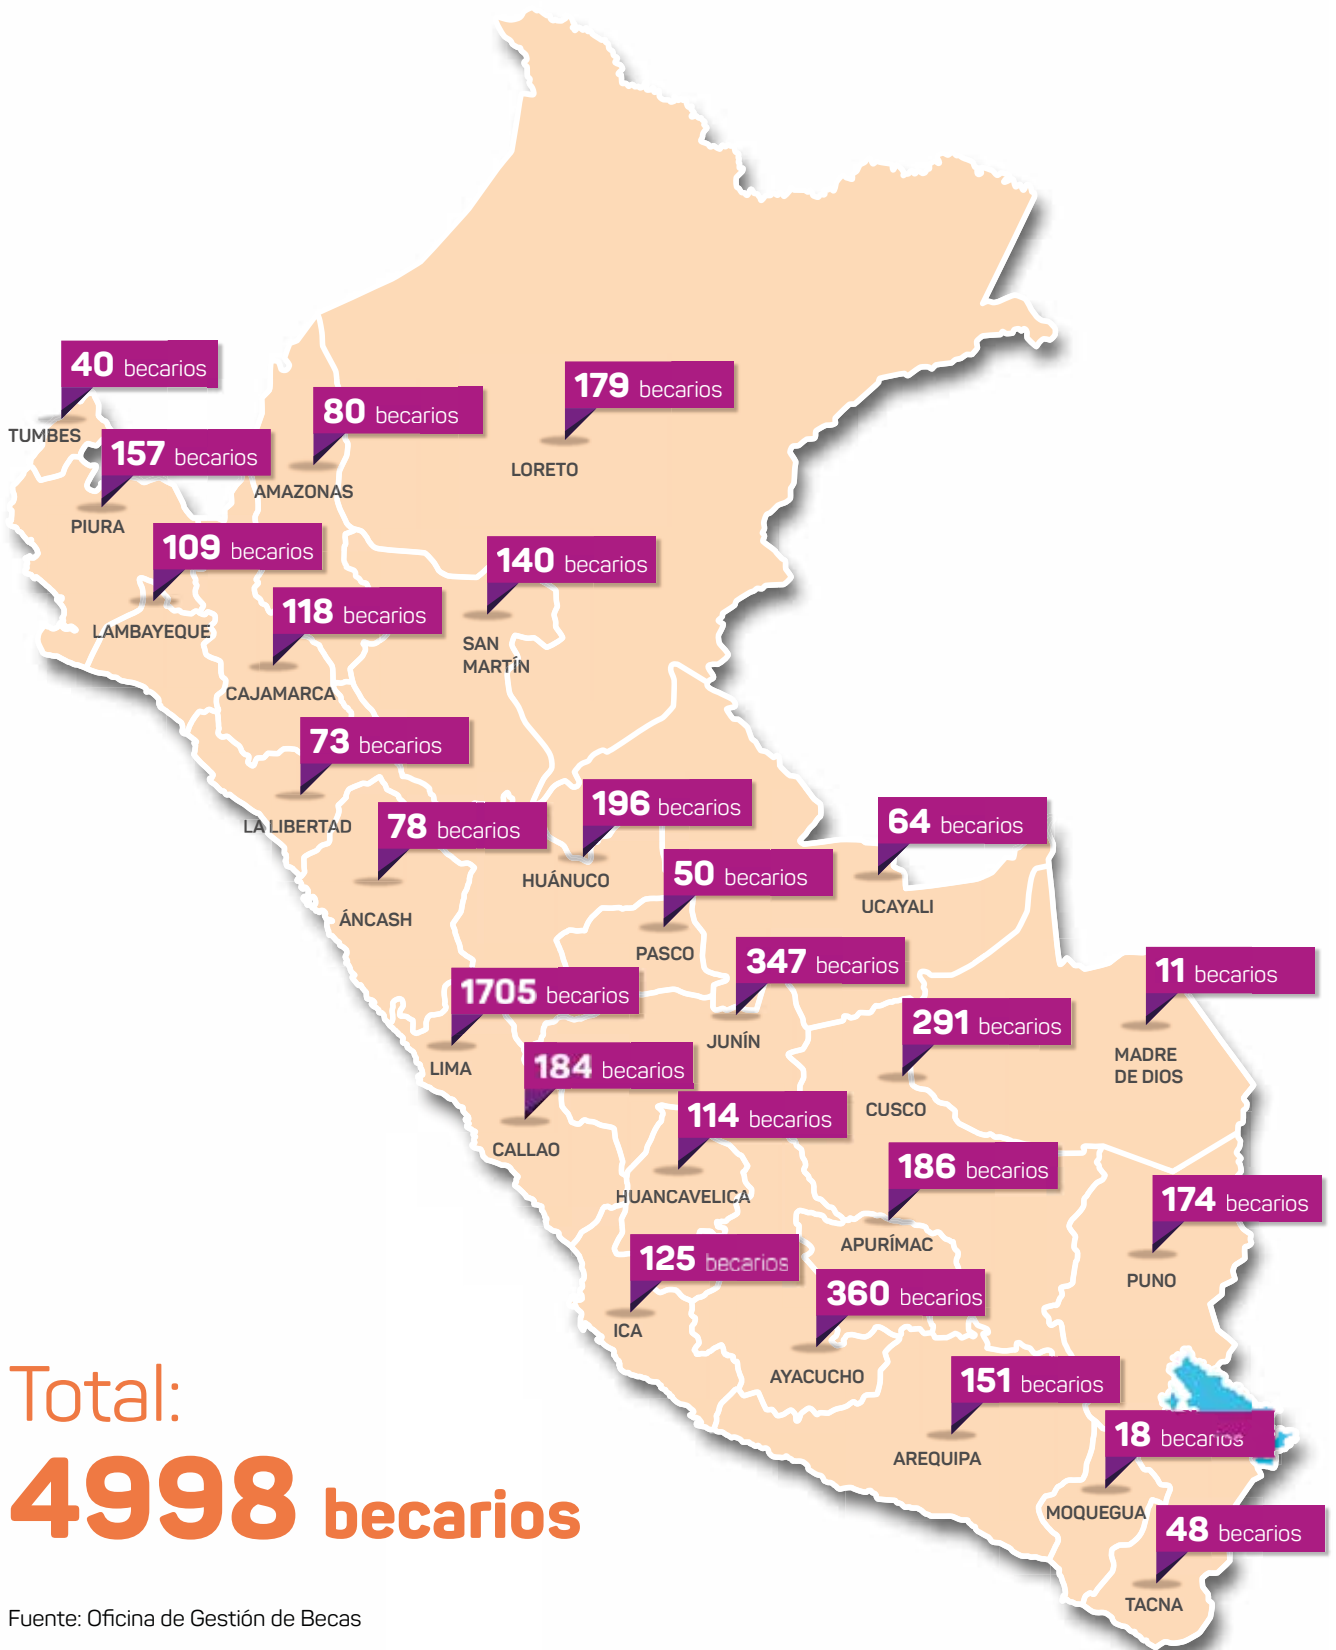 40 becarios
TUMBES
179 becarios
LORETO
80 becarios
AMAZONAS
157 becarios
PIURA
109 becarios
LAMBAYEQUE
140 becarios
SAN
MARTÍN
118 becarios
CAJAMARCA
73 becarios
LA LIBERTAD
196 becarios
HUÁNUCO
64 becarios
UCAYALI
78 becarios
ÁNCASH
50 becarios
PASCO
347 becarios
JUNÍN
11 becarios
MADRE
DE DIOS
1705 becarios
LIMA
291 becarios
CUSCO
184 becarios
CALLAO
114 becarios
HUANCAVELICA
186 becarios
APURÍMAC
174 becarios
PUNO
125 becarios
ICA
360 becarios
AYACUCHO
151 becarios
AREQUIPA
18 becarios
MOQUEGUA
48 becarios
TACNA
Total:
4998 becarios
Fuente: Oficina de Gestión de Becas